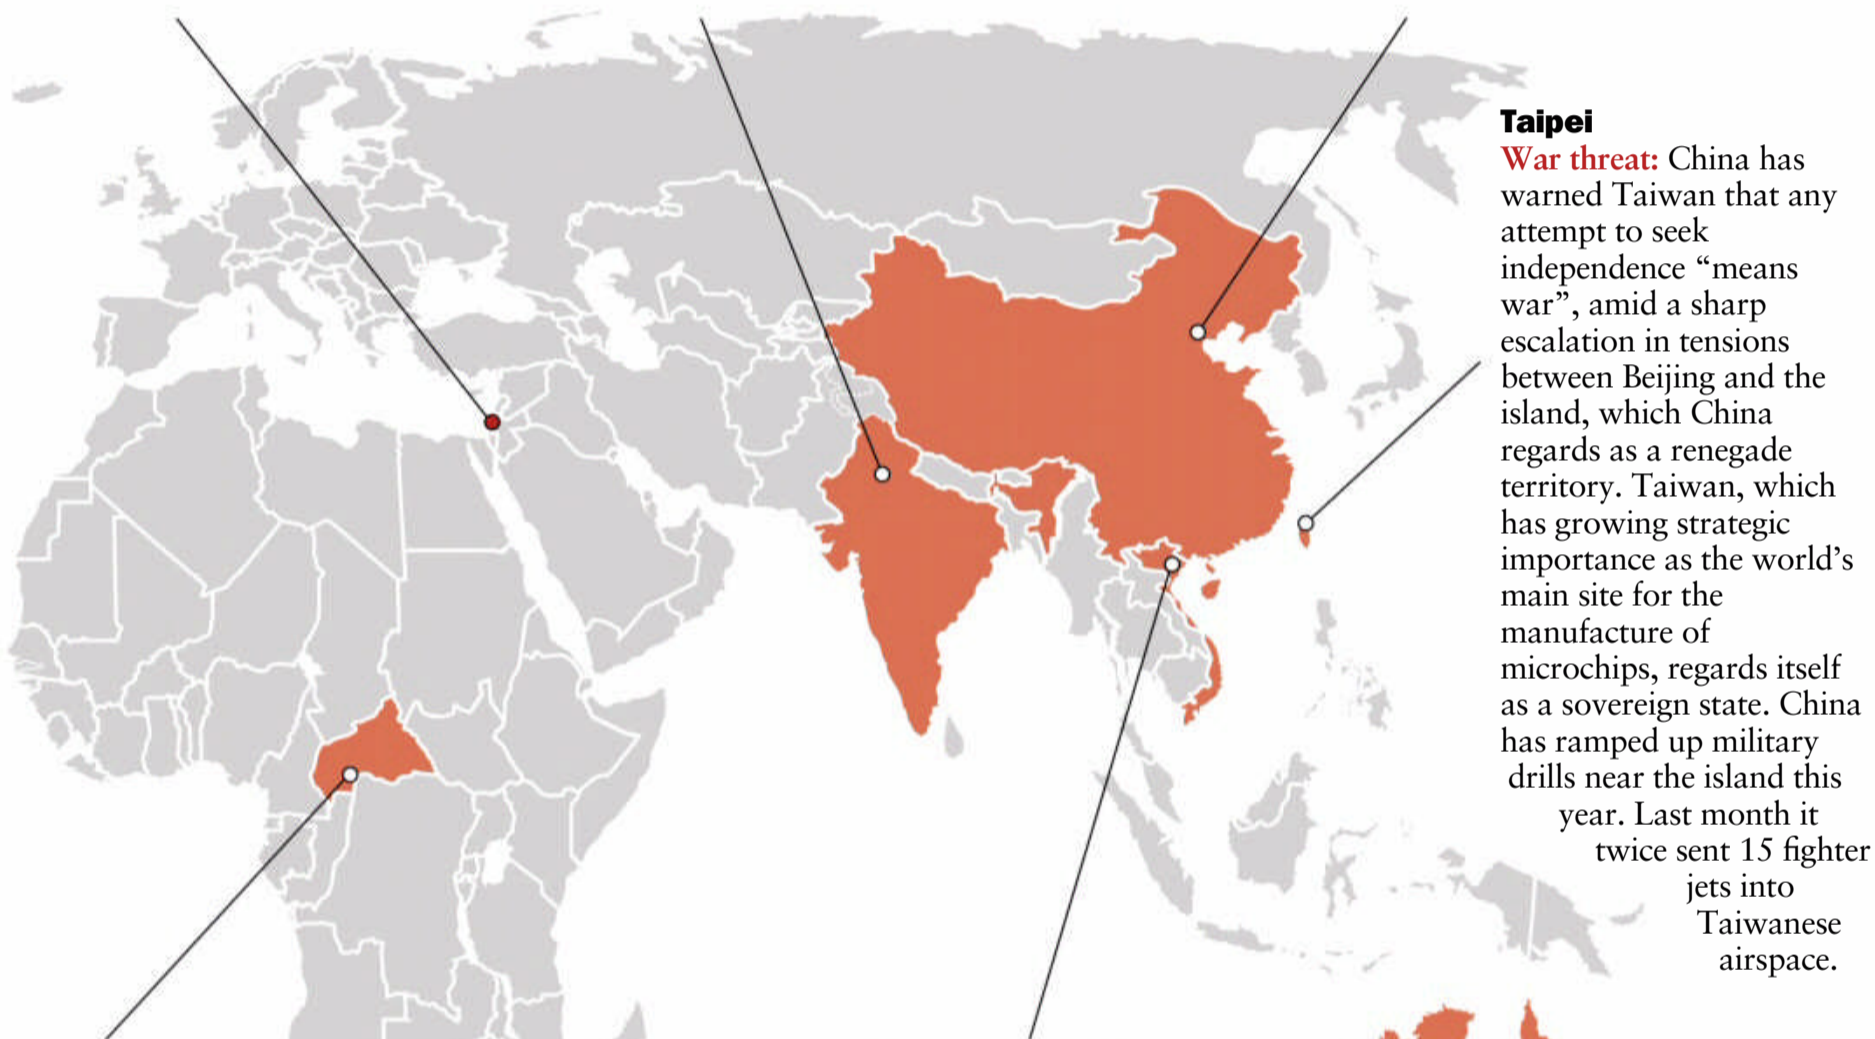 Taipei
War threat: China has
warned Taiwan that any
attempt to seek
independence “means
war”, amid a sharp
escalation in tensions
between Beijing and the
island, which China
regards as a renegade
territory. Taiwan, which
has growing strategic
importance as the world’s
main site for the
manufacture of
microchips, regards itself
as a sovereign state. China
has ramped up military
drills near the island this
year. Last month it
twice sent 15 fighter
jets into
Taiwanese
airspace.